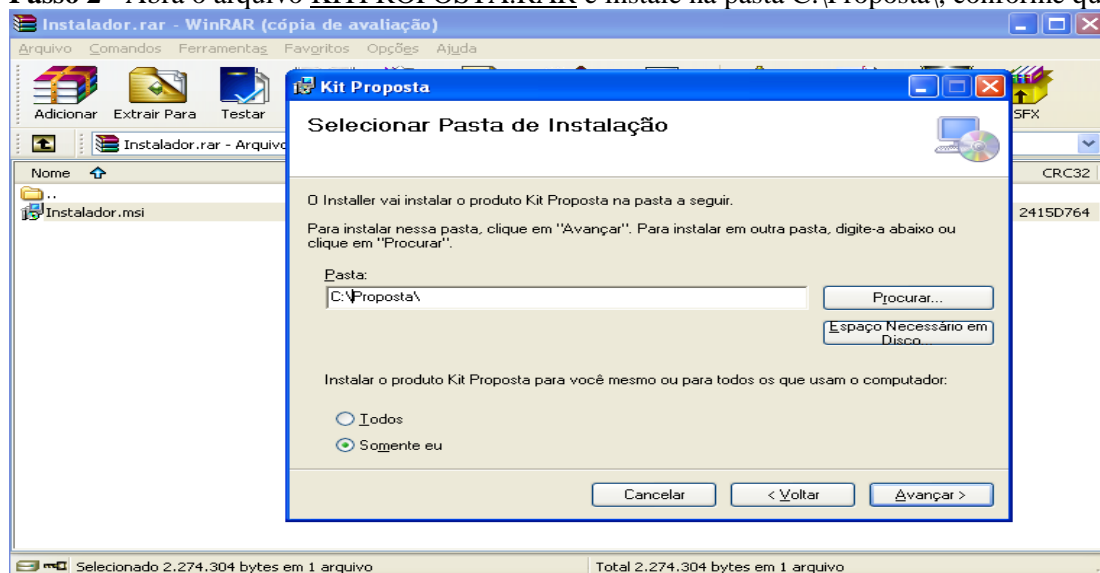 Passo 2 - Abra o arquivo KITPROPOSTA.RAR e instale na pasta C:\Proposta\, conforme
Instalador.rar - WinRAR (cópia de avaliação)
Arquivo Comandos Ferramentas Favoritos Opções Ajuda
Adicionar Extrair Para Testar SFX
Instalador.rar - Arquivo
Nome CRC32
..
Instalador.msi 2415D764
Kit Proposta
Selecionar Pasta de Instalação
O Installer vai instalar o produto Kit Proposta na pasta a seguir.
Para instalar nessa pasta, clique em "Avançar". Para instalar em outra pasta, digite-a abaixo ou
clique em "Procurar".
Pasta:
C:\Proposta\
Procurar...
Espaço Necessário em
Disco...
Instalar o produto Kit Proposta para você mesmo ou para todos os que usam o computador:
Todos
Somente eu
Cancelar < Voltar Avançar >
Selecionado 2.274.304 bytes em 1 arquivo Total 2.274.304 bytes em 1 arquivo